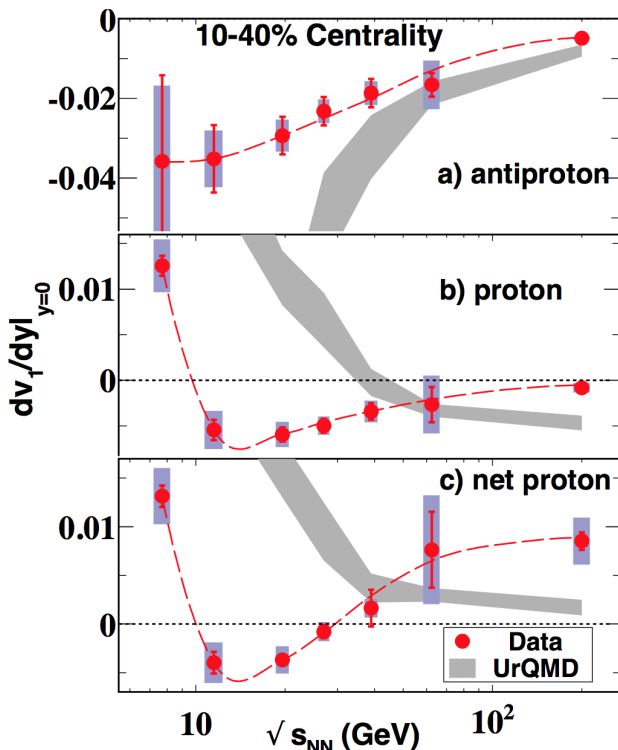 10-40% Centrality
0
-0.02
-0.04
a) antiproton
dv₁/dy|y=0
0.01
0
b) proton
c) net proton
0.01
0
Data
UrQMD
10
10²
√ sNN (GeV)